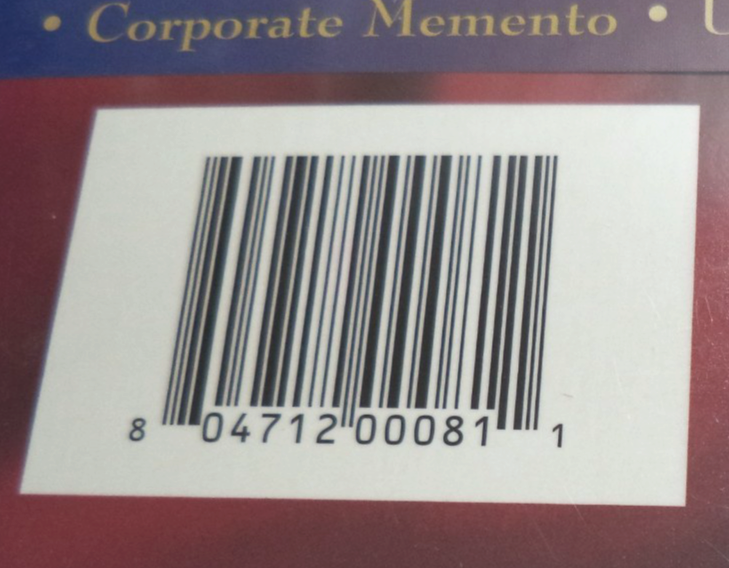 • Corporate Memento •
8 04712 00081 1